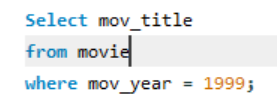 Select mov_title
from movie
where mov_year = 1999;